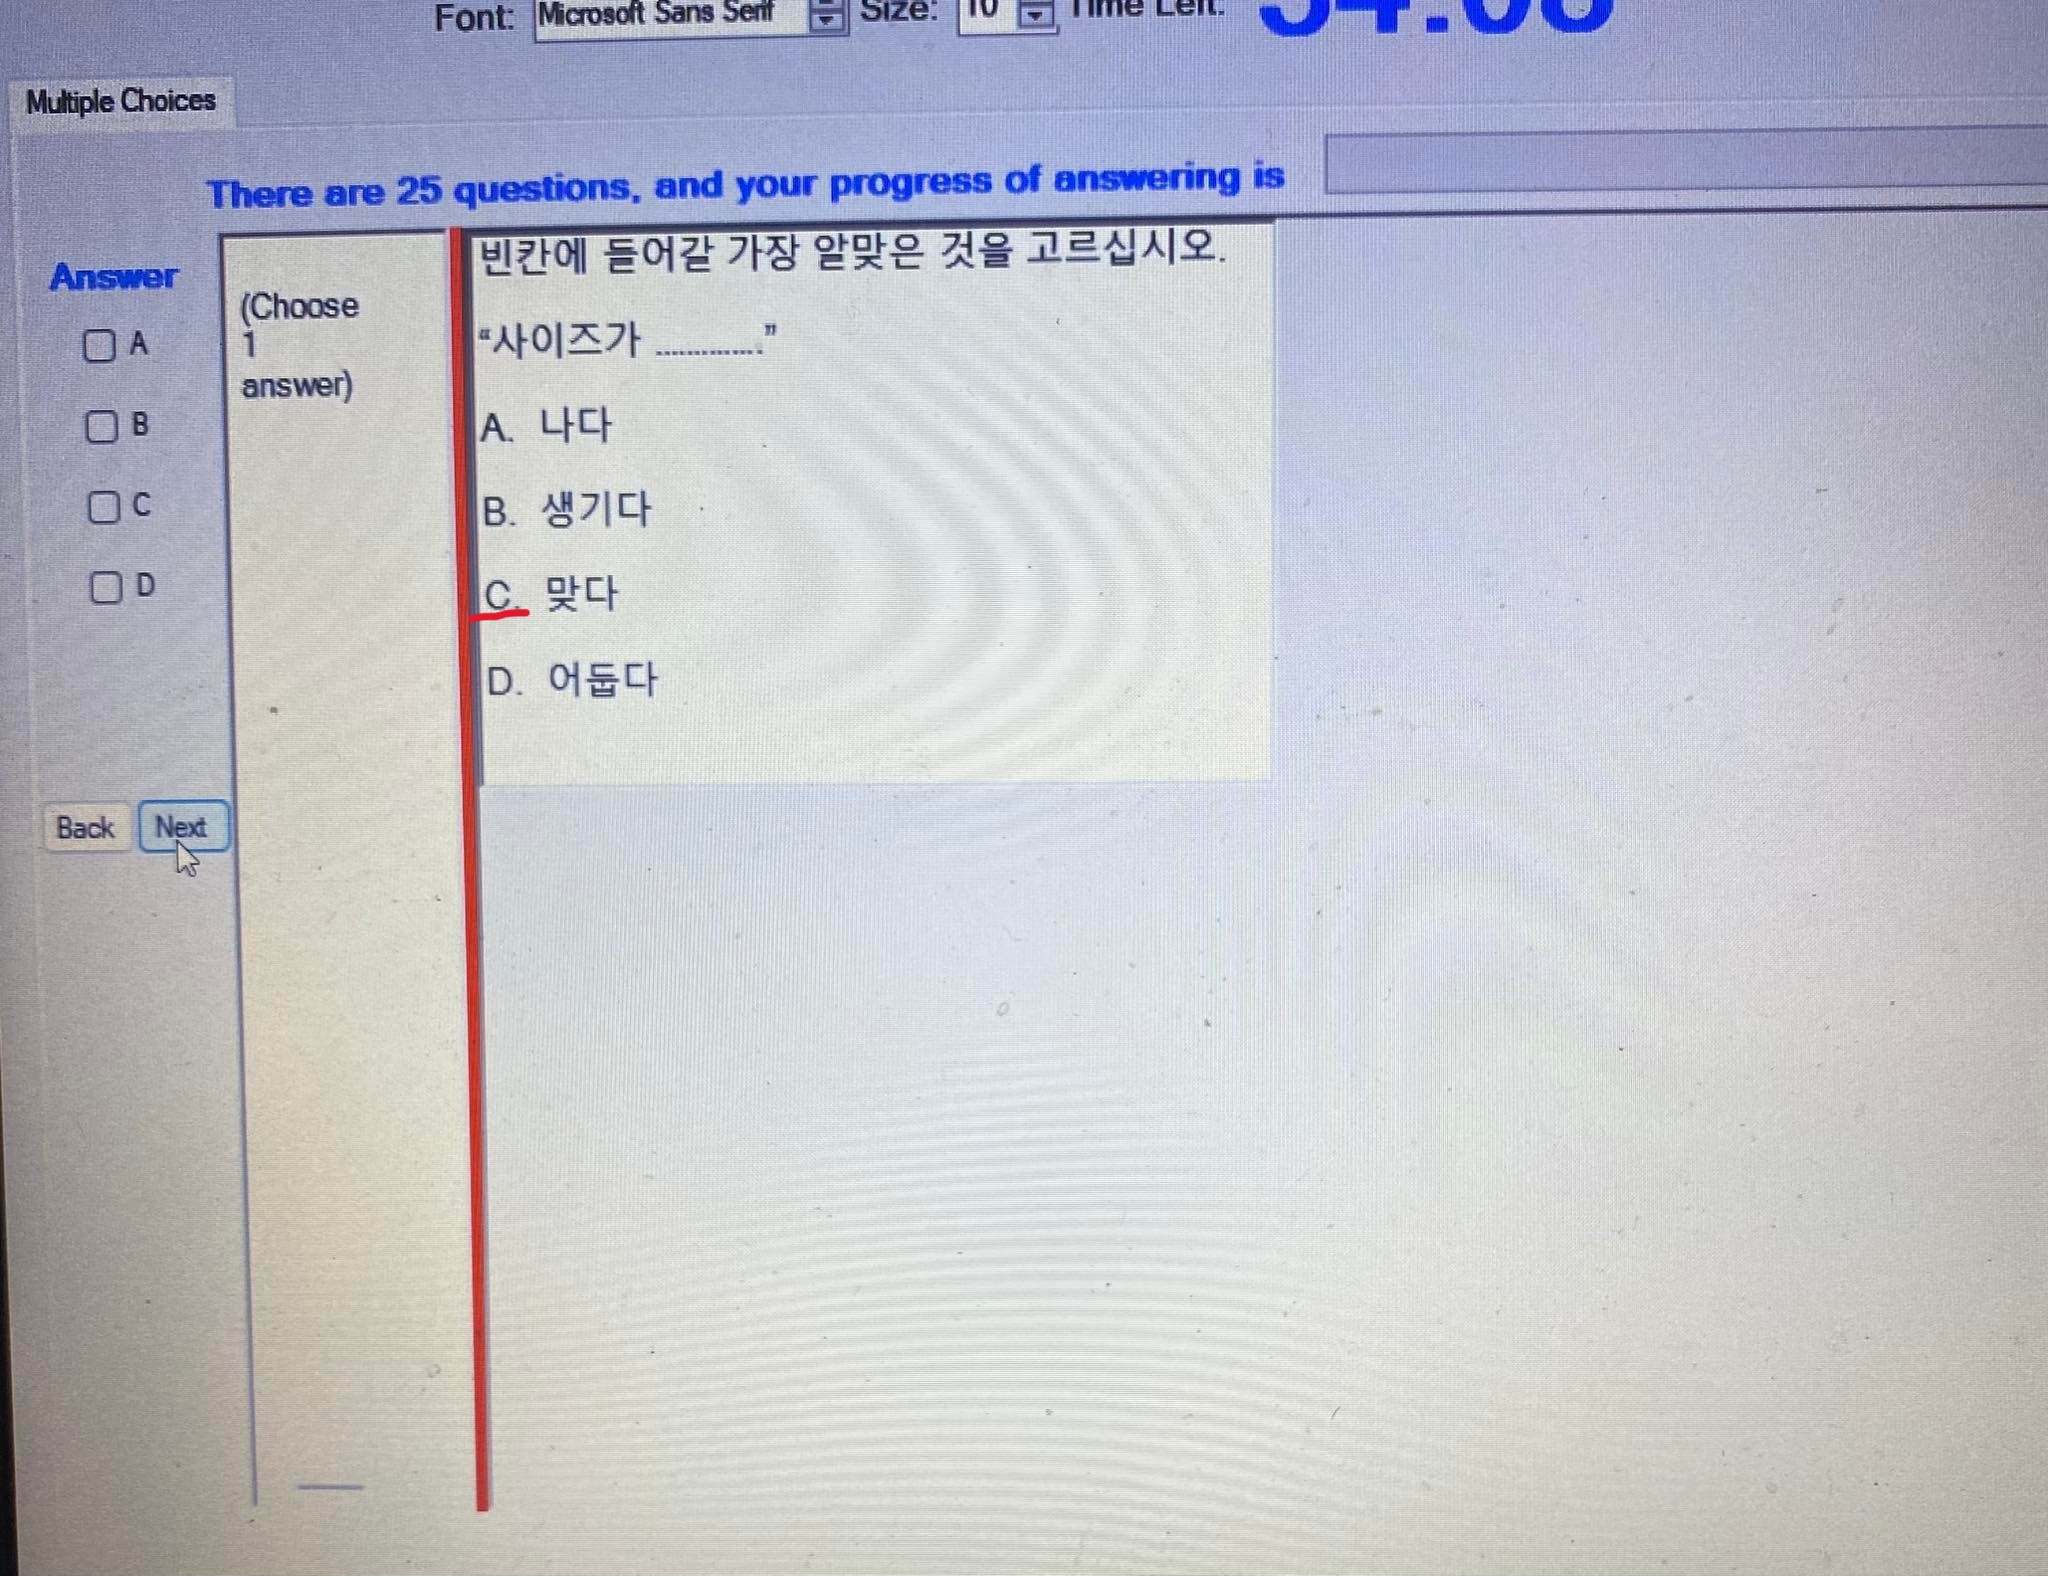 Font: Microsoft Sans Serif Size: 10 Time Left:
Multiple Choices
There are 25 questions, and your progress of answering is
Answer
(Choose
1
answer)
A
B
C
D
Back Next
빈칸에 들어갈 가장 알맞은 것을 고르십시오.
“사이즈가 ..............”
A. 나다
B. 생기다
C. 맞다
D. 어둡다